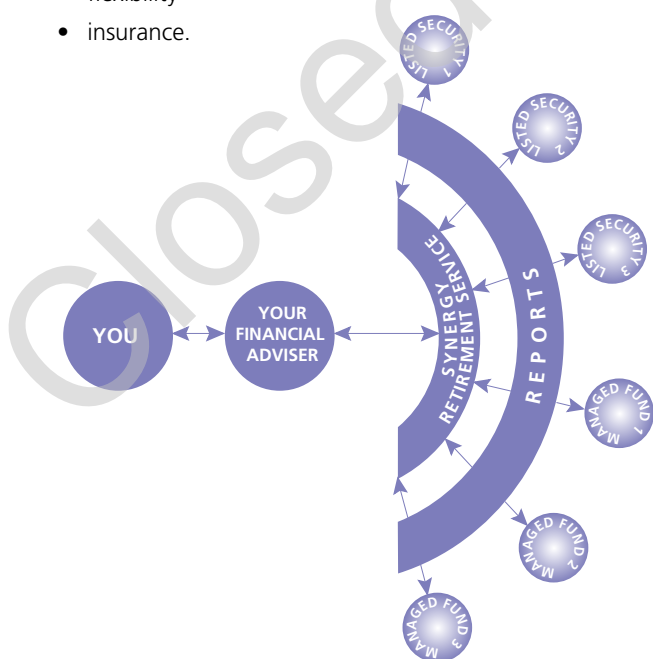 flexibility
• insurance.
LISTED SECURITY 1
LISTED SECURITY 2
LISTED SECURITY 3
YOU
YOUR
FINANCIAL
ADVISER
SYNERGY
RETIREMENT SERVICE
REPORTS
MANAGED FUND 1
MANAGED FUND 2
MANAGED FUND 3
Closed